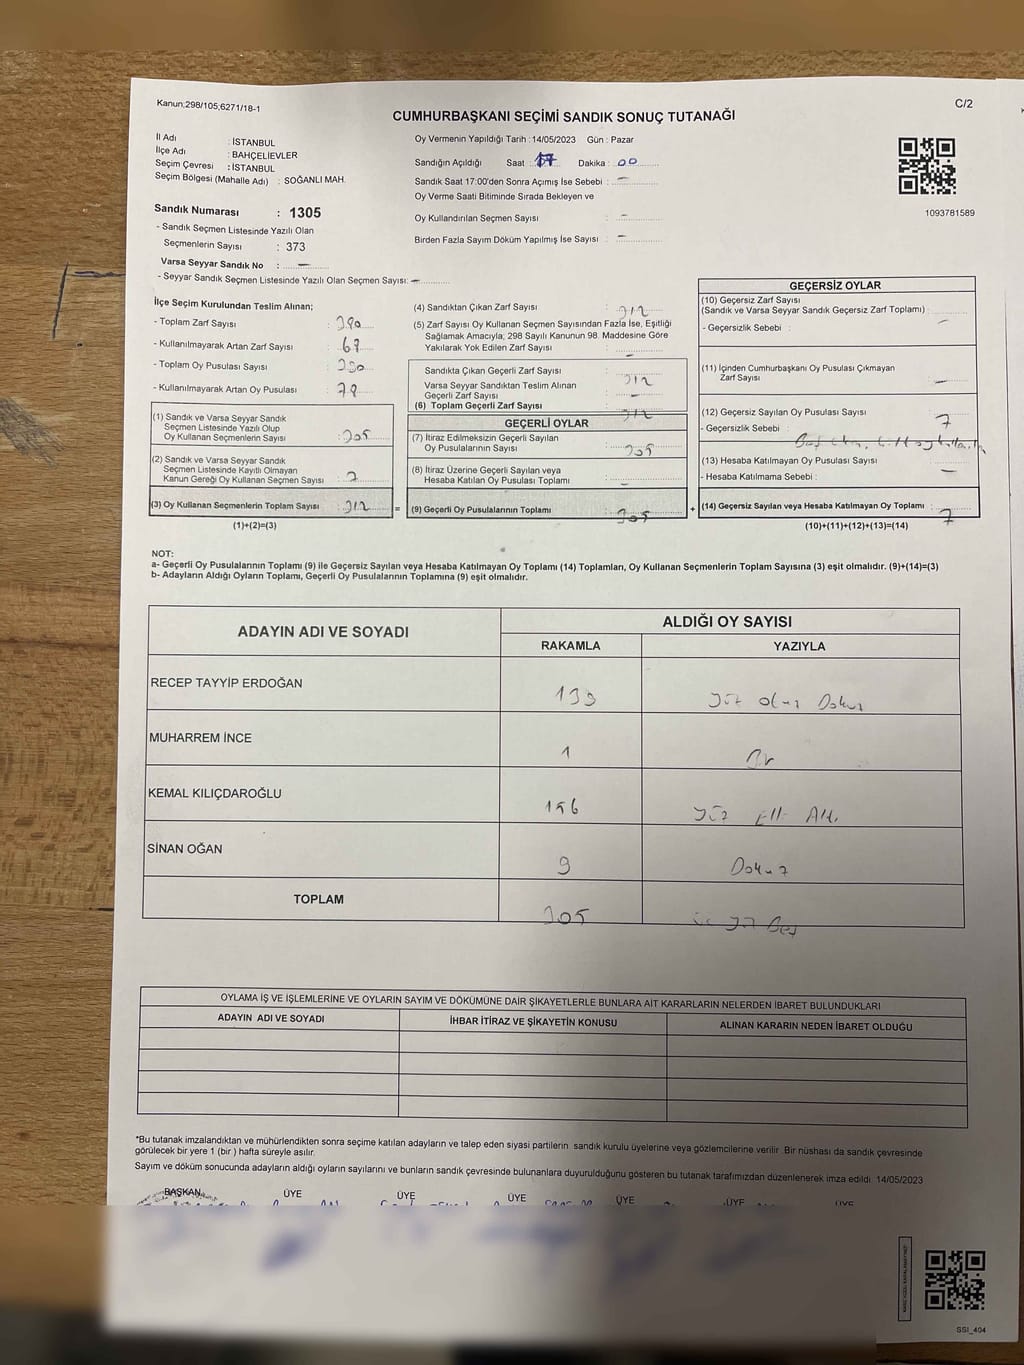 Kanun;298/105,6271/18-1
C/2
CUMHURBAŞKANI SEÇİMİ SANDIK SONUÇ TUTANAĞI
İl Adı : İSTANBUL
İlçe Adı : BAHÇELİEVLER
Seçim Çevresi : İSTANBUL
Seçim Bölgesi (Mahalle Adı) : SOĞANLI MAH.
Oy Vermenin Yapıldığı Tarih : 14/05/2023 Gün : Pazar
Sandığın Açıldığı Saat : 17 Dakika : 00
Sandık Saat 17:00'den Sonra Açımış İse Sebebi : —
Oy Verme Saati Bitiminde Sırada Bekleyen ve
Oy Kullandırılan Seçmen Sayısı : —
Birden Fazla Sayım Döküm Yapılmış İse Sayısı : —
1093781589
Sandık Numarası : 1305
- Sandık Seçmen Listesinde Yazılı Olan
Seçmenlerin Sayısı : 373
Varsa Seyyar Sandık No : —
- Seyyar Sandık Seçmen Listesinde Yazılı Olan Seçmen Sayısı: —
İlçe Seçim Kurulundan Teslim Alınan;
- Toplam Zarf Sayısı : 380
- Kullanılmayarak Artan Zarf Sayısı : 68
- Toplam Oy Pusulası Sayısı :
- Kullanılmayarak Artan Oy Pusulası :
(1) Sandık ve Varsa Seyyar Sandık
Seçmen Listesinde Yazılı Olup
Oy Kullanan Seçmenlerin Sayısı : 305
(2) Sandık ve Varsa Seyyar Sandık
Seçmen Listesinde Kayıtlı Olmayan
Kanun Gereği Oy Kullanan Seçmen Sayısı : 7
(3) Oy Kullanan Seçmenlerin Toplam Sayısı : 312
(1)+(2)=(3)
(4) Sandıktan Çıkan Zarf Sayısı : 312
(5) Zarf Sayısı Oy Kullanan Seçmen Sayısından Fazla İse, Eşitliği
Sağlamak Amacıyla; 298 Sayılı Kanunun 98. Maddesine Göre
Yakılarak Yok Edilen Zarf Sayısı : —
Sandıkta Çıkan Geçerli Zarf Sayısı : 312
Varsa Seyyar Sandıktan Teslim Alınan
Geçerli Zarf Sayısı : —
(6) Toplam Geçerli Zarf Sayısı : 312
GEÇERLİ OYLAR
(7) İtiraz Edilmeksizin Geçerli Sayılan
Oy Pusulalarının Sayısı : 305
(8) İtiraz Üzerine Geçerli Sayılan veya
Hesaba Katılan Oy Pusulası Toplamı : —
= (9) Geçerli Oy Pusulalarının Toplamı : 305
GEÇERSİZ OYLAR
(10) Geçersiz Zarf Sayısı
(Sandık ve Varsa Seyyar Sandık Geçersiz Zarf Toplamı) :
- Geçersizlik Sebebi :
(11) İçinden Cumhurbaşkanı Oy Pusulası Çıkmayan
Zarf Sayısı : —
(12) Geçersiz Sayılan Oy Pusulası Sayısı : 7
- Geçersizlik Sebebi :
(13) Hesaba Katılmayan Oy Pusulası Sayısı : —
- Hesaba Katılmama Sebebi :
+ (14) Geçersiz Sayılan veya Hesaba Katılmayan Oy Toplamı : 7
(10)+(11)+(12)+(13)=(14)
NOT:
a- Geçerli Oy Pusulalarının Toplamı (9) ile Geçersiz Sayılan veya Hesaba Katılmayan Oy Toplamı (14) Toplamları, Oy Kullanan Seçmenlerin Toplam Sayısına (3) eşit olmalıdır. (9)+(14)=(3)
b- Adayların Aldığı Oyların Toplamı, Geçerli Oy Pusulalarının Toplamına (9) eşit olmalıdır.
ADAYIN ADI VE SOYADI
ALDIĞI OY SAYISI
RAKAMLA YAZIYLA
RECEP TAYYİP ERDOĞAN 139 Yüz Otuz Dokuz
MUHARREM İNCE 1 Bir
KEMAL KILIÇDAROĞLU 156 Yüz Elli Altı
SİNAN OĞAN 9 Dokuz
TOPLAM 305 Üç Yüz Beş
OYLAMA İŞ VE İŞLEMLERİNE VE OYLARIN SAYIM VE DÖKÜMÜNE DAİR ŞİKAYETLERLE BUNLARA AİT KARARLARIN NELERDEN İBARET BULUNDUKLARI
ADAYIN ADI VE SOYADI İHBAR İTİRAZ VE ŞİKAYETİN KONUSU ALINAN KARARIN NEDEN İBARET OLDUĞU
*Bu tutanak imzalandıktan ve mühürlendikten sonra seçime katılan adayların ve talep eden siyasi partilerin sandık kurulu üyelerine veya gözlemcilerine verilir. Bir nüshası da sandık çevresinde
görülecek bir yere 1 (bir ) hafta süreyle asılır.
Sayım ve döküm sonucunda adayların aldığı oyların sayılarını ve bunların sandık çevresinde bulunanlara duyurulduğunu gösteren bu tutanak tarafımızdan düzenlenerek imza edildi. 14/05/2023
BAŞKAN ÜYE ÜYE ÜYE ÜYE ÜYE ÜYE
SSI_404